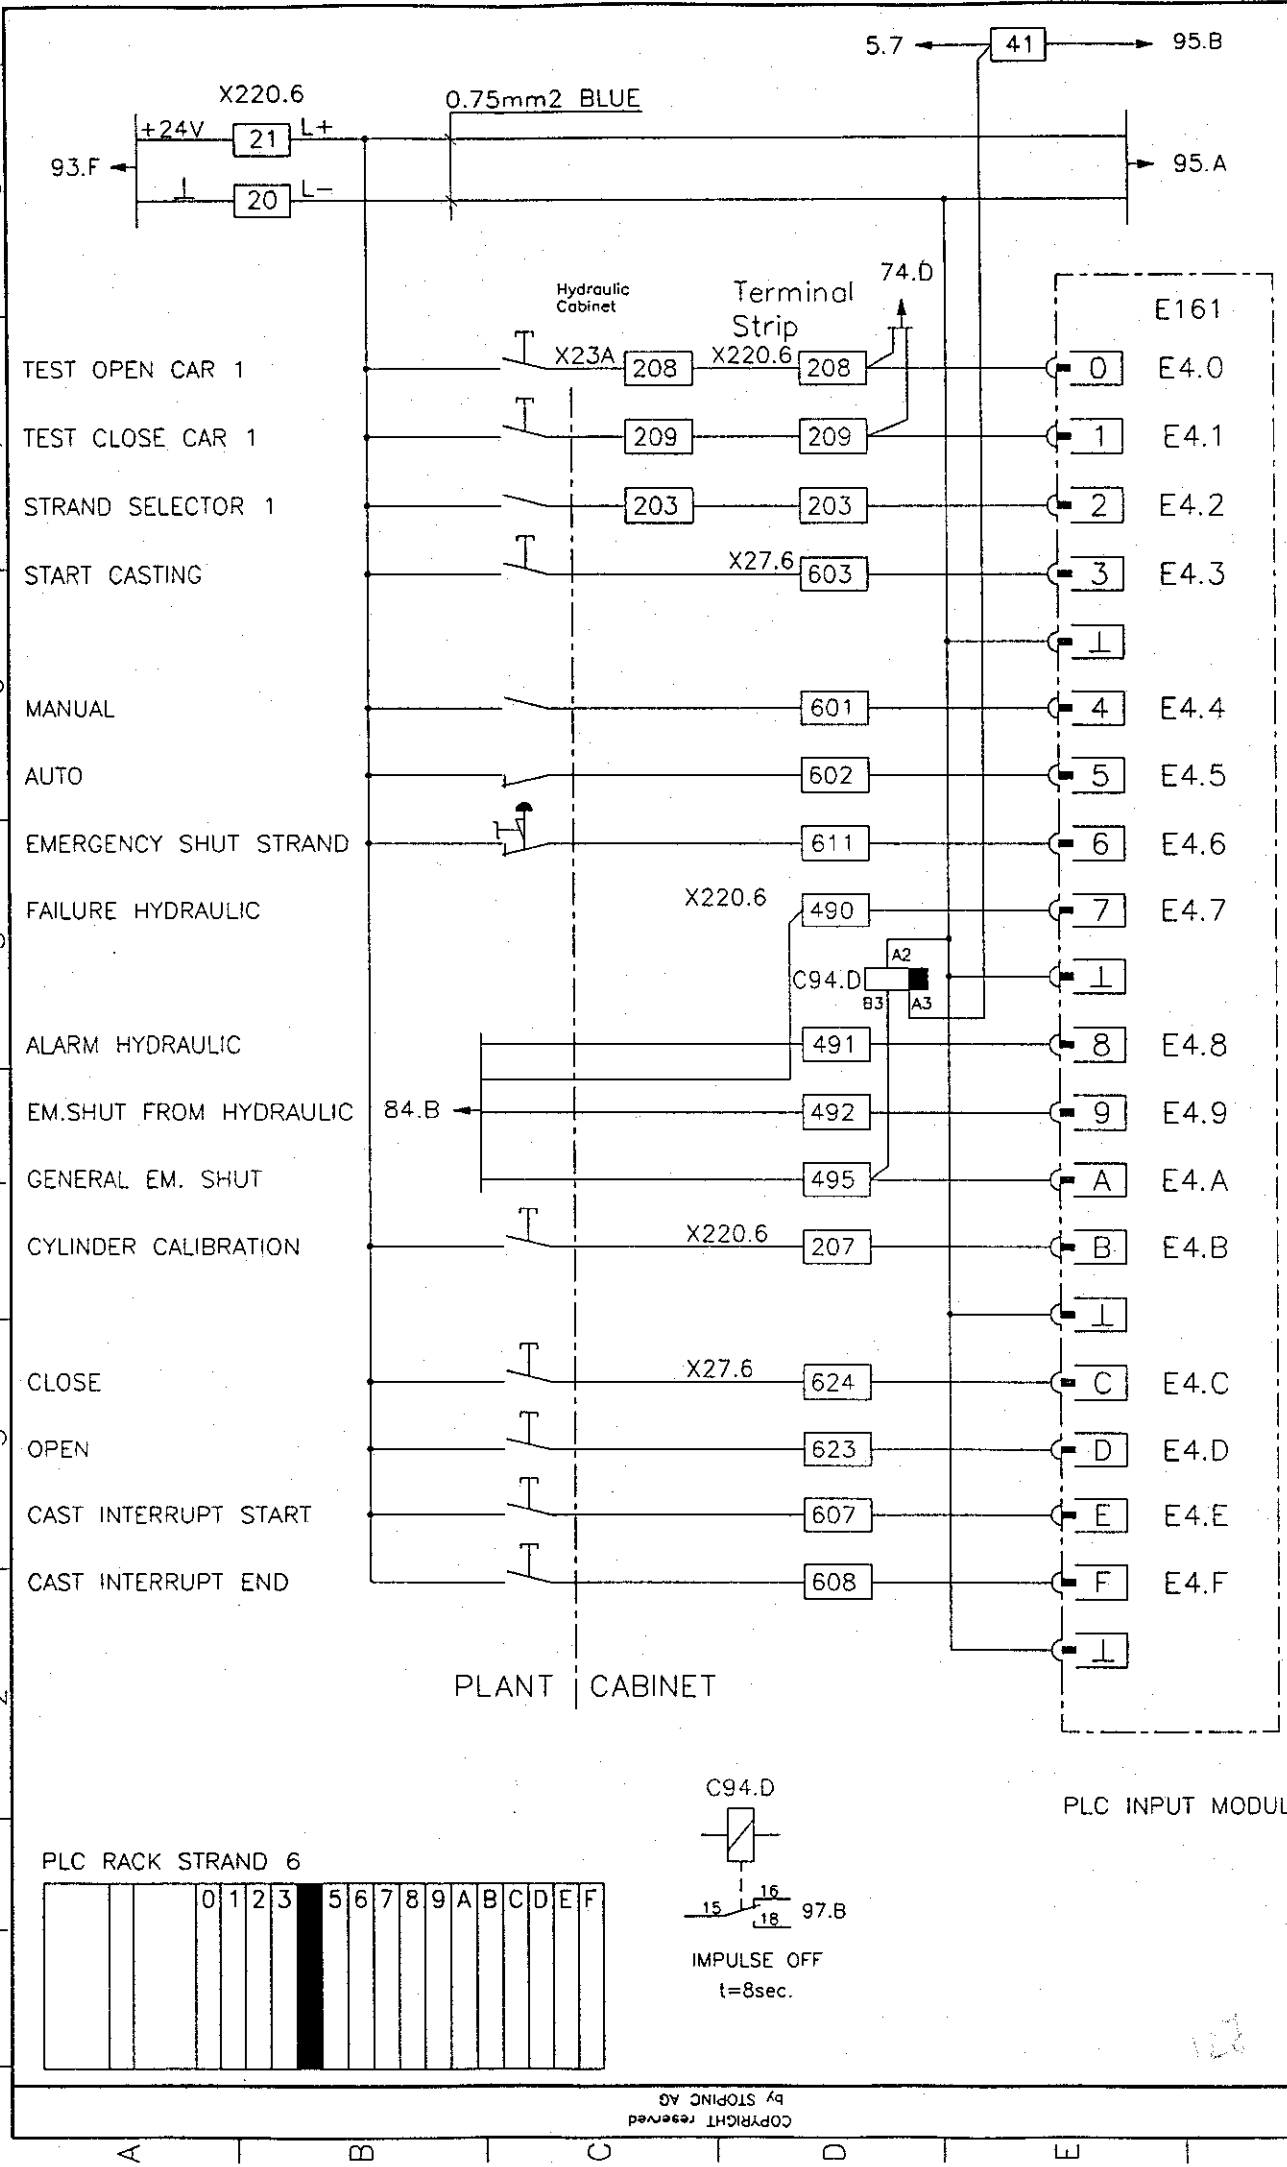 5.7 41 95.B
X220.6 0.75mm2 BLUE
+24V 21 L+
93.F 95.A
⊥ 20 L−
74.D
Hydraulic Terminal
Cabinet Strip E161
TEST OPEN CAR 1 X23A 208 X220.6 208 0 E4.0
TEST CLOSE CAR 1 209 209 1 E4.1
STRAND SELECTOR 1 203 203 2 E4.2
START CASTING X27.6 603 3 E4.3
⊥
MANUAL 601 4 E4.4
AUTO 602 5 E4.5
EMERGENCY SHUT STRAND 611 6 E4.6
FAILURE HYDRAULIC X220.6 490 7 E4.7
A2
C94.D ⊥
B3 A3
ALARM HYDRAULIC 491 8 E4.8
EM.SHUT FROM HYDRAULIC 84.B 492 9 E4.9
GENERAL EM. SHUT 495 A E4.A
CYLINDER CALIBRATION X220.6 207 B E4.B
⊥
CLOSE X27.6 624 C E4.C
OPEN 623 D E4.D
CAST INTERRUPT START 607 E E4.E
CAST INTERRUPT END 608 F E4.F
⊥
PLANT CABINET
C94.D
PLC INPUT MODUL
PLC RACK STRAND 6
0 1 2 3 5 6 7 8 9 A B C D E F
16
15 97.B
18
IMPULSE OFF
t=8sec.
COPYRIGHT reserved
by STOPINC AG
A B C D E